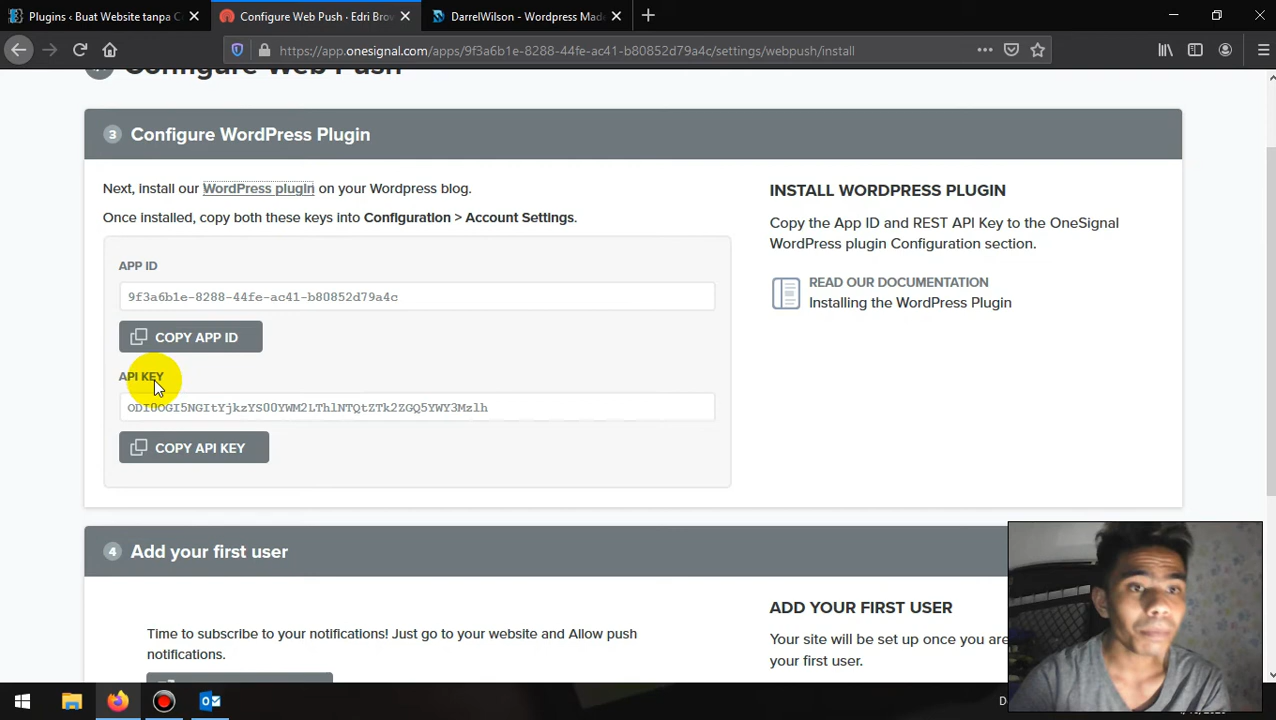 Plugins ‹ Buat Website tanpa C
Configure Web Push · Edri Brow
DarrelWilson - Wordpress Made
https://app.onesignal.com/apps/9f3a6b1e-8288-44fe-ac41-b80852d79a4c/settings/webpush/install
Configure Web Push
3 Configure WordPress Plugin
Next, install our WordPress plugin on your Wordpress blog.
Once installed, copy both these keys into Configuration > Account Settings.
APP ID
9f3a6b1e-8288-44fe-ac41-b80852d79a4c
COPY APP ID
API KEY
ODI0OGI5NGItYjkzYS00YWM2LThlNTQtZTk2ZGQ5YWY3Mzlh
COPY API KEY
INSTALL WORDPRESS PLUGIN
Copy the App ID and REST API Key to the OneSignal
WordPress plugin Configuration section.
READ OUR DOCUMENTATION
Installing the WordPress Plugin
4 Add your first user
Time to subscribe to your notifications! Just go to your website and Allow push
notifications.
ADD YOUR FIRST USER
Your site will be set up once you are
your first user.